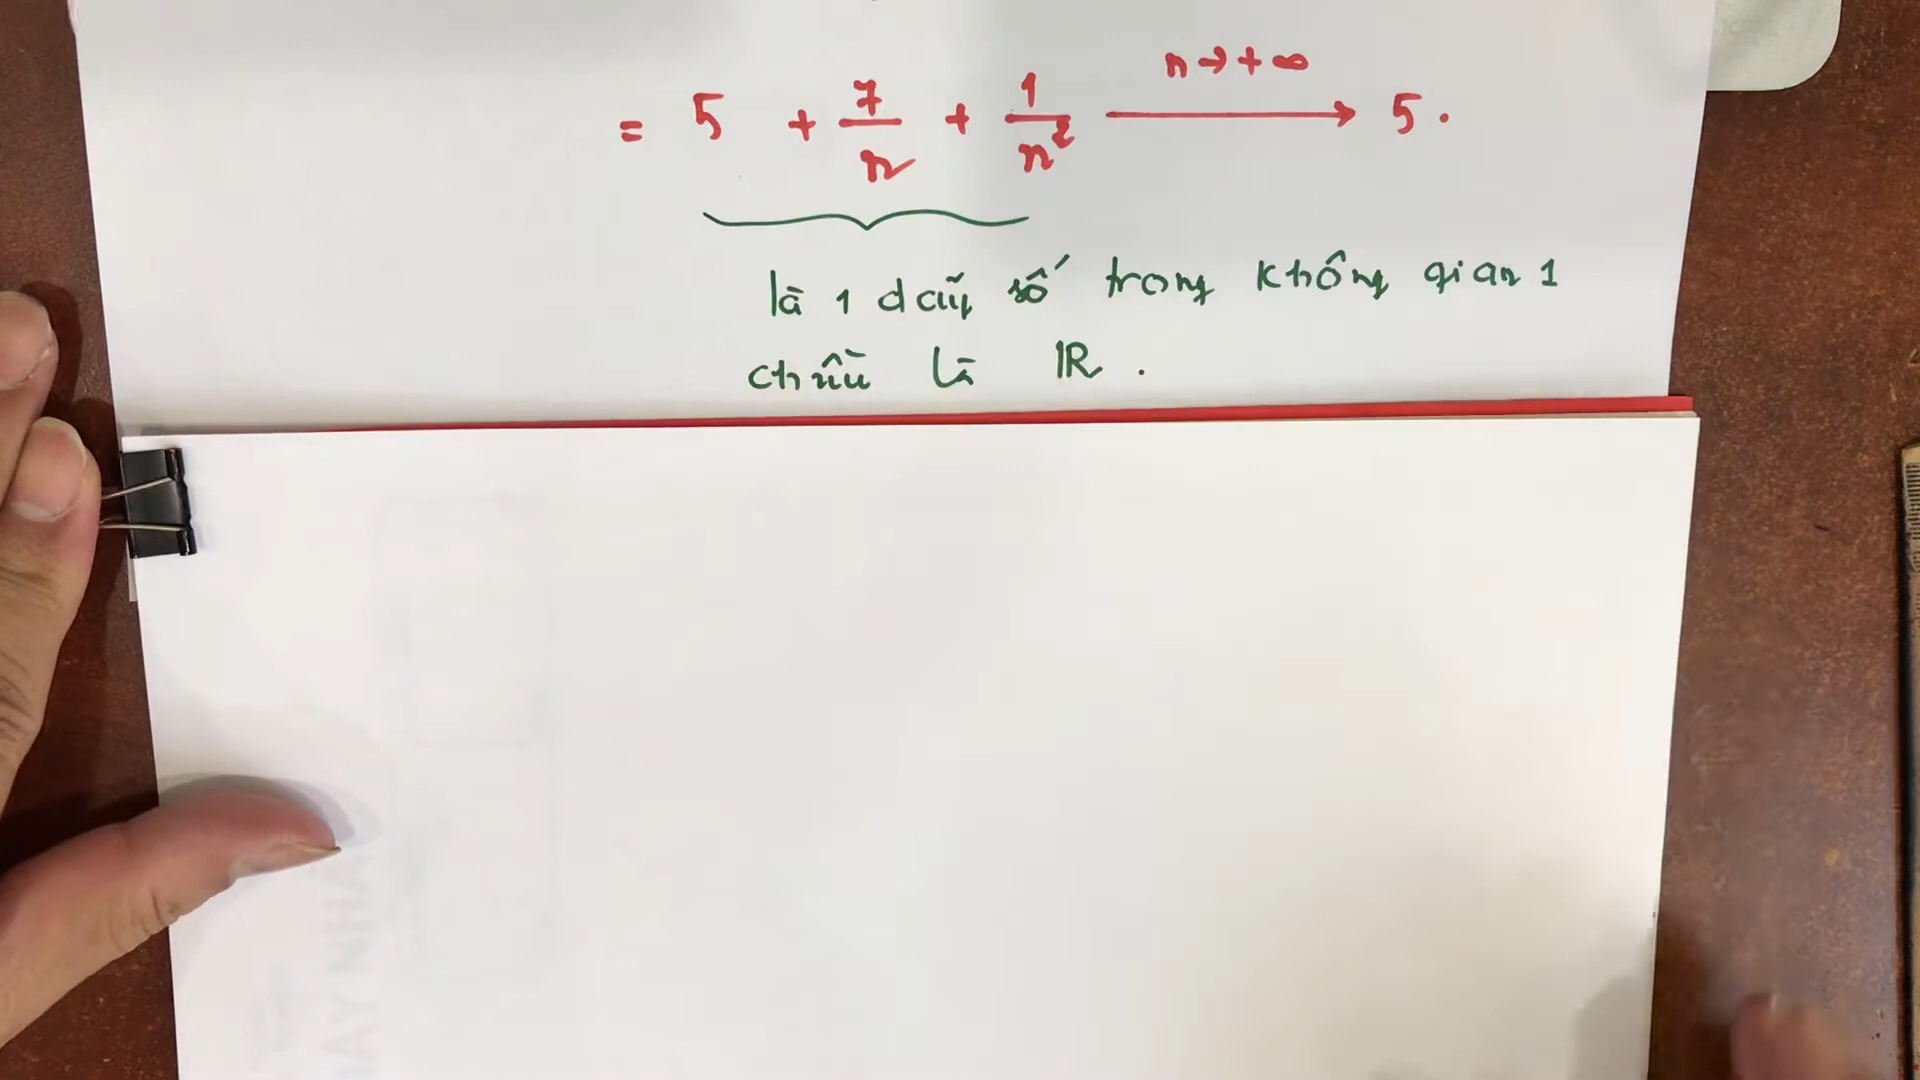 = 5 + 7/n + 1/n² n→+∞ ⟶ 5.
là 1 dãy số trong không gian 1
chiều là ℝ.